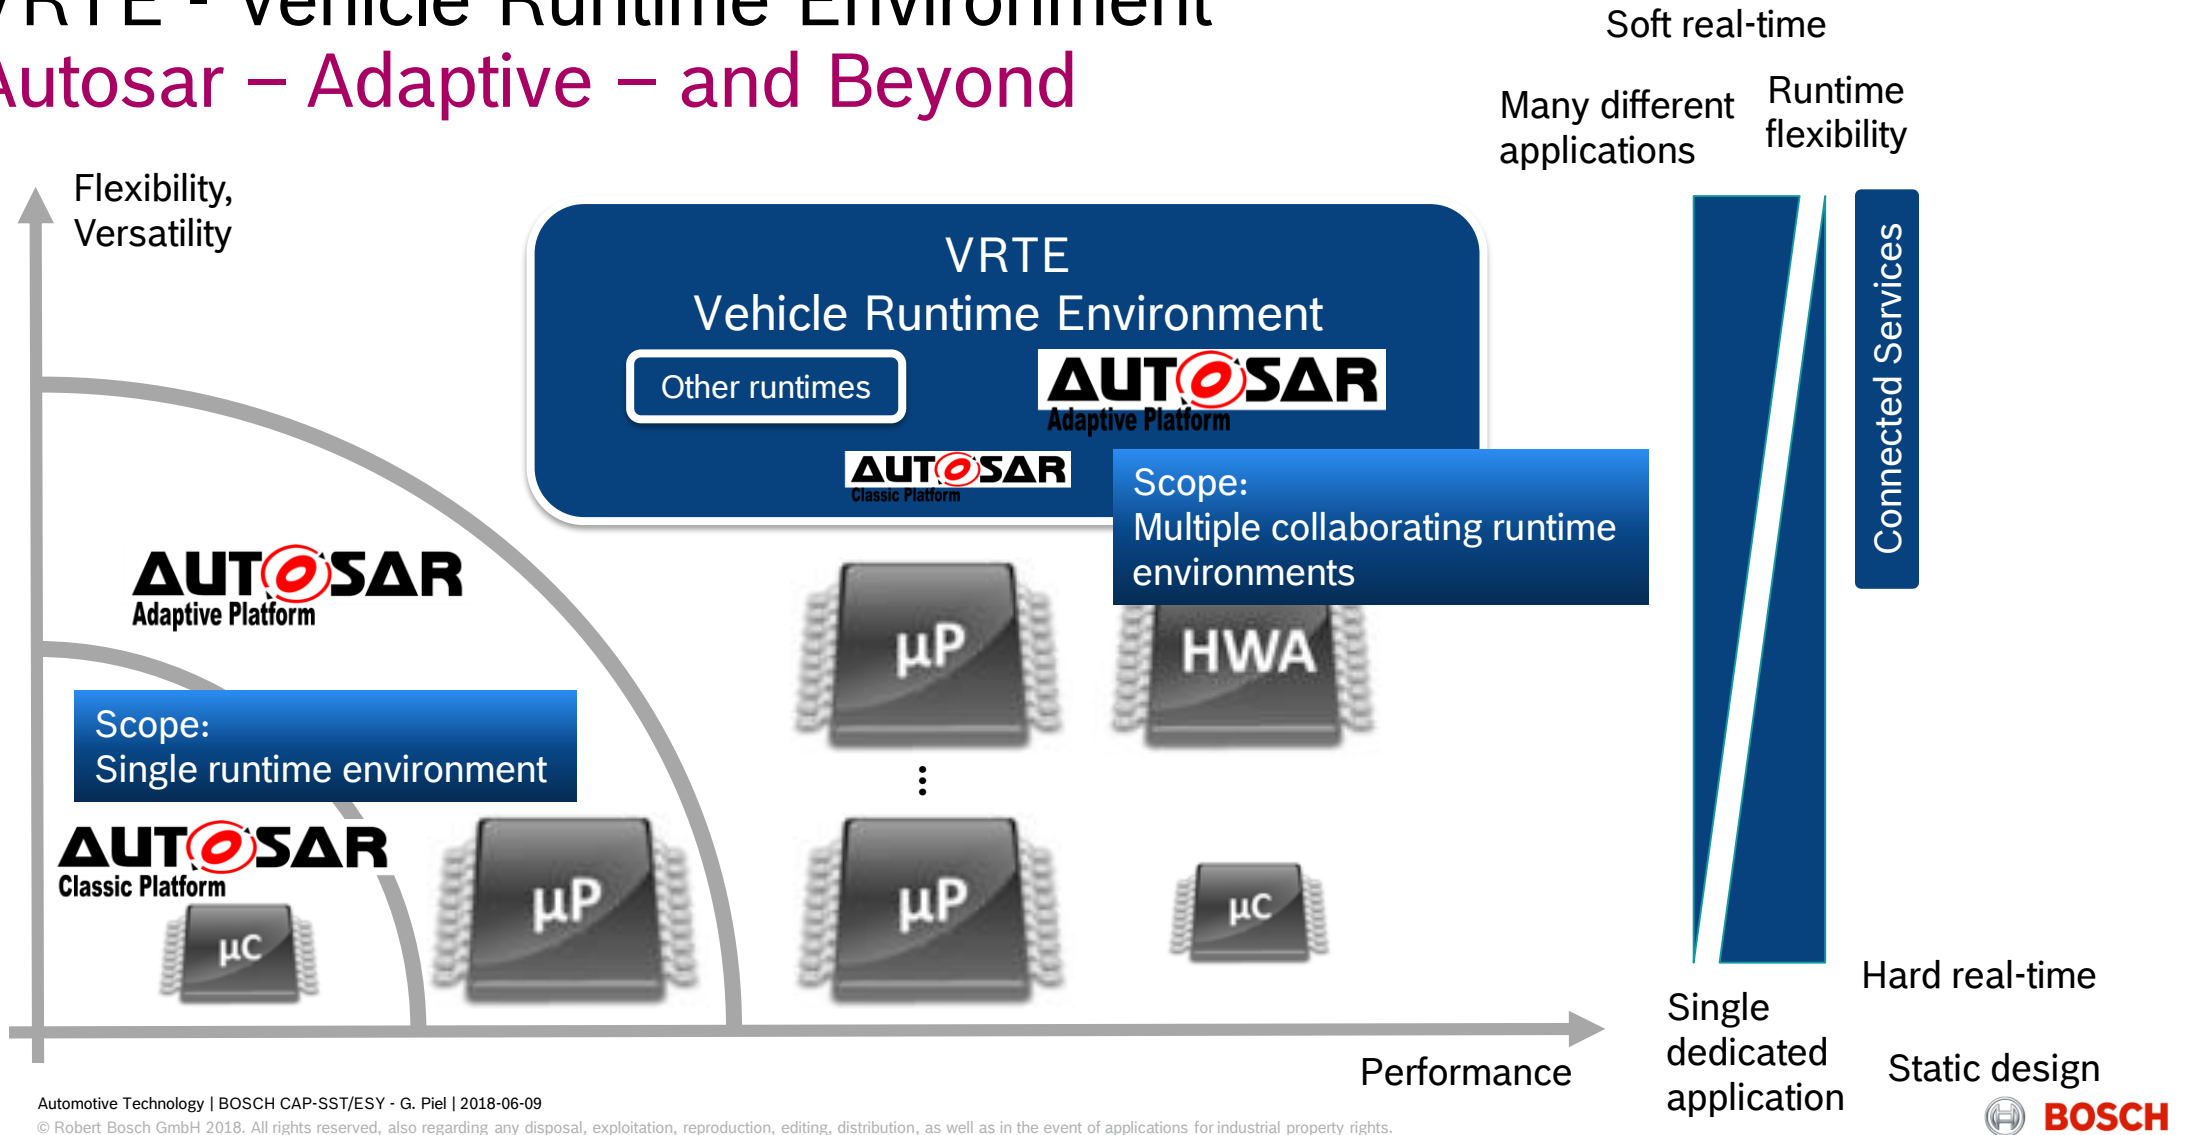 VRTE - Vehicle Runtime Environment
Autosar – Adaptive – and Beyond
Soft real-time
Many different
applications
Runtime
flexibility
Flexibility,
Versatility
VRTE
Vehicle Runtime Environment
Other runtimes
AUTOSAR
Adaptive Platform
AUTOSAR
Classic Platform
Scope:
Multiple collaborating runtime
environments
Connected Services
AUTOSAR
Adaptive Platform
µP
HWA
Scope:
Single runtime environment
⋮
AUTOSAR
Classic Platform
µC
µP
µP
µC
Hard real-time
Single
dedicated
application
Static design
Performance
Automotive Technology | BOSCH CAP-SST/ESY - G. Piel | 2018-06-09
© Robert Bosch GmbH 2018. All rights reserved, also regarding any disposal, exploitation, reproduction, editing, distribution, as well as in the event of applications for industrial property rights.
BOSCH